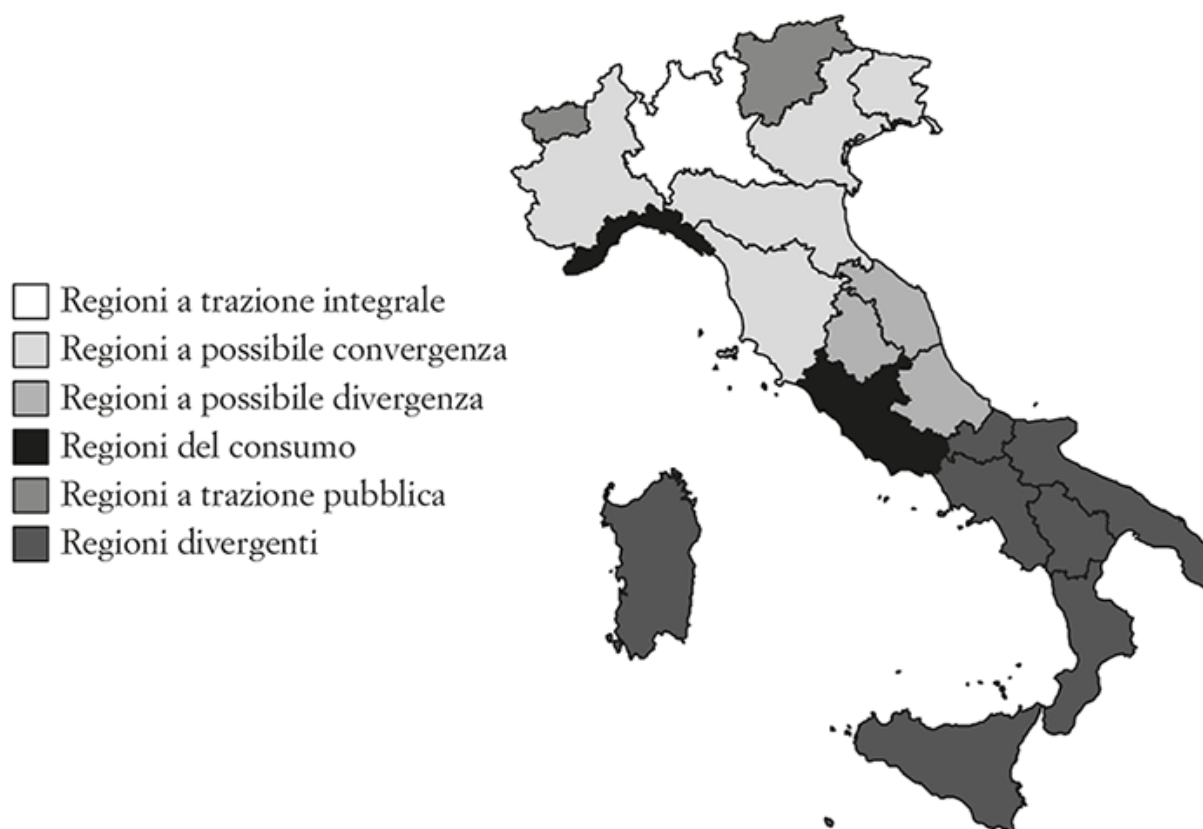 Regioni a trazione integrale
Regioni a possibile convergenza
Regioni a possibile divergenza
Regioni del consumo
Regioni a trazione pubblica
Regioni divergenti